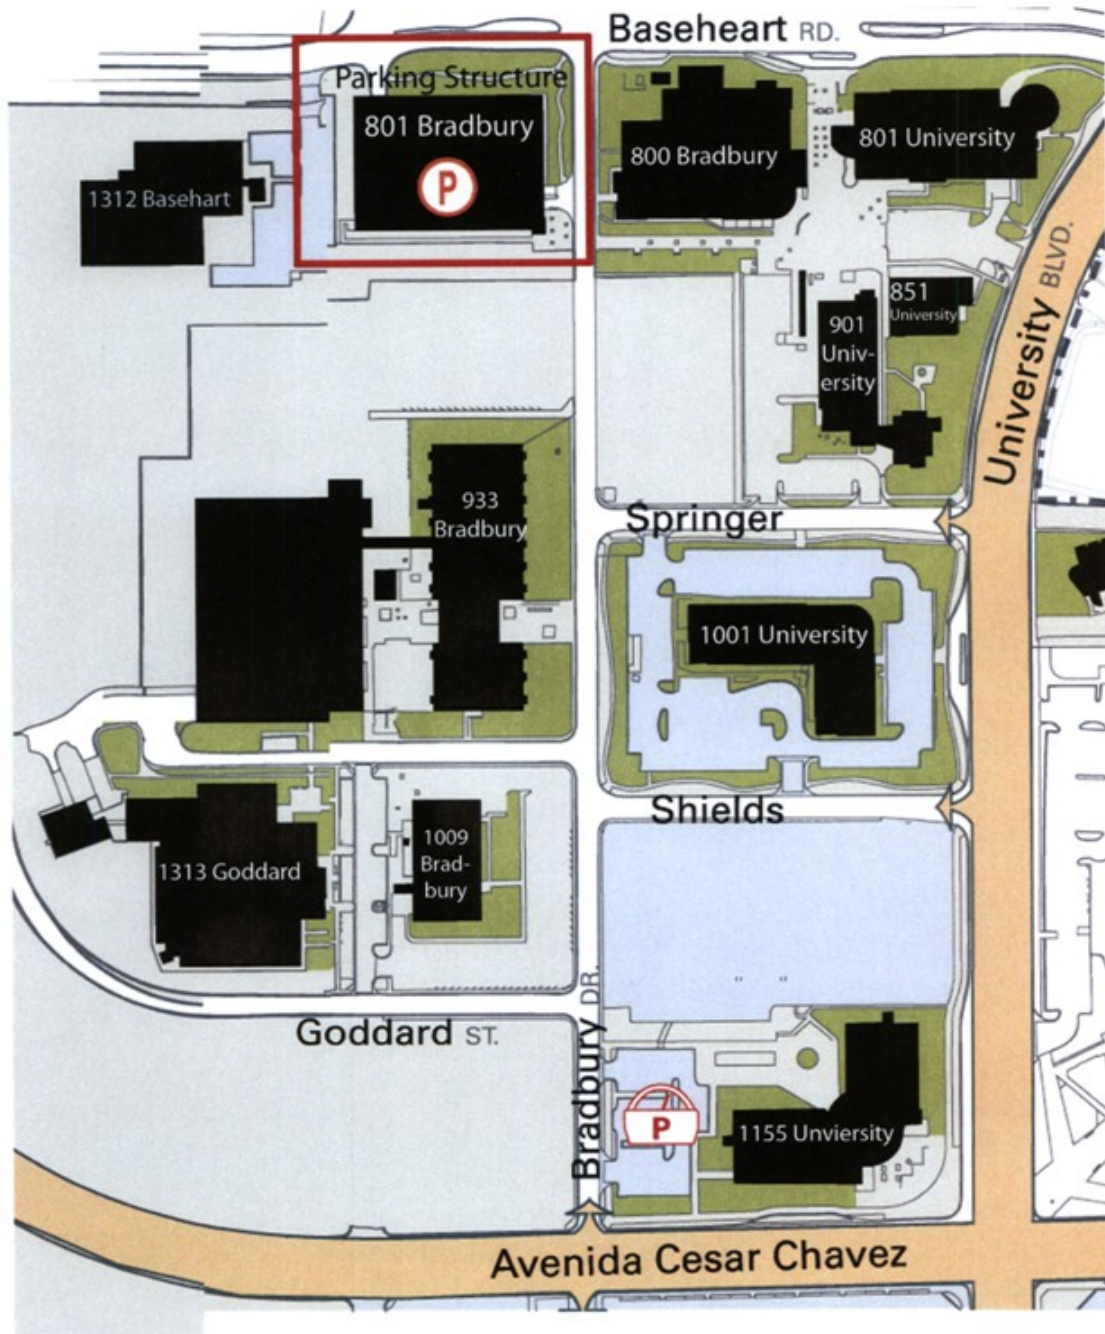 Baseheart RD.
Parking Structure
801 Bradbury
P
800 Bradbury
801 University
1312 Basehart
851
University
901
Univ-
ersity
University BLVD.
933
Bradbury
Springer
1001 University
Shields
1313 Goddard
1009
Brad-
bury
Goddard ST.
Bradbury DR.
P
1155 Unviersity
Avenida Cesar Chavez